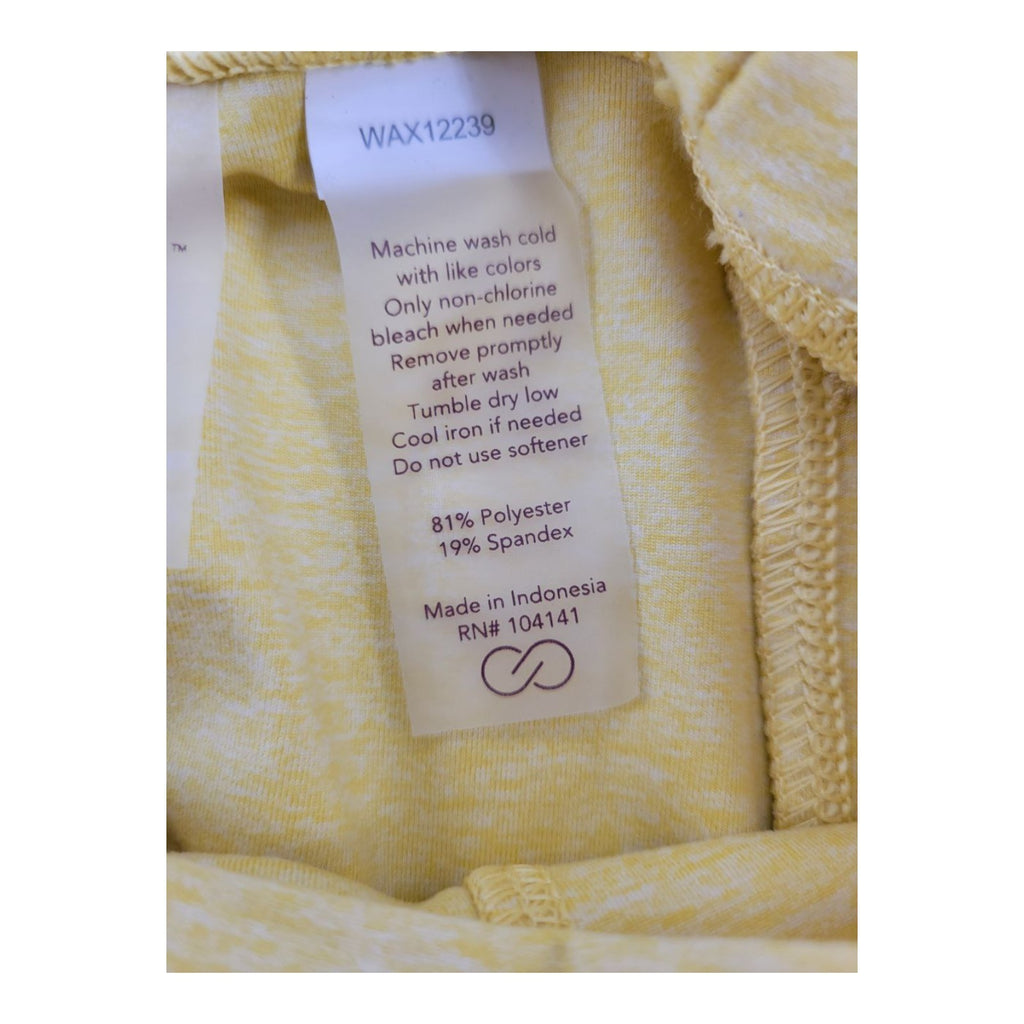 WAX12239
™
Machine wash cold
with like colors
Only non-chlorine
bleach when needed
Remove promptly
after wash
Tumble dry low
Cool iron if needed
Do not use softener
81% Polyester
19% Spandex
Made in Indonesia
RN# 104141